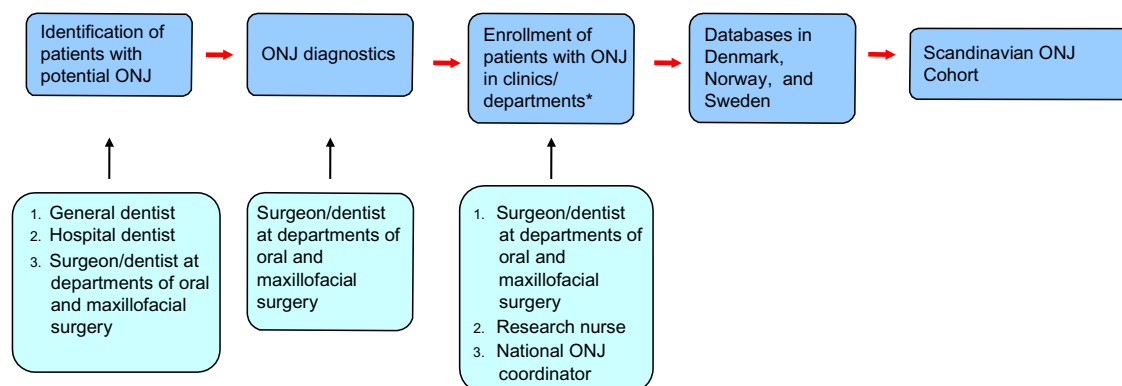 Identification of
patients with
potential ONJ
ONJ diagnostics
Enrollment of
patients with ONJ
in clinics/
departments*
Databases in
Denmark,
Norway, and
Sweden
Scandinavian ONJ
Cohort
1. General dentist
2. Hospital dentist
3. Surgeon/dentist at
departments of oral
and maxillofacial
surgery
Surgeon/dentist
at departments of
oral and
maxillofacial
surgery
1. Surgeon/dentist
at departments of
oral and
maxillofacial
surgery
2. Research nurse
3. National ONJ
coordinator